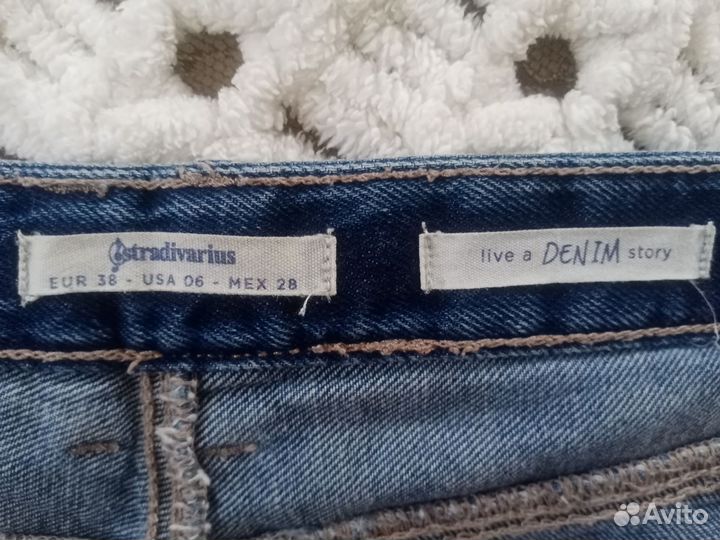 stradivarius
EUR 38 - USA 06 - MEX 28
live a DENIM story
Avito